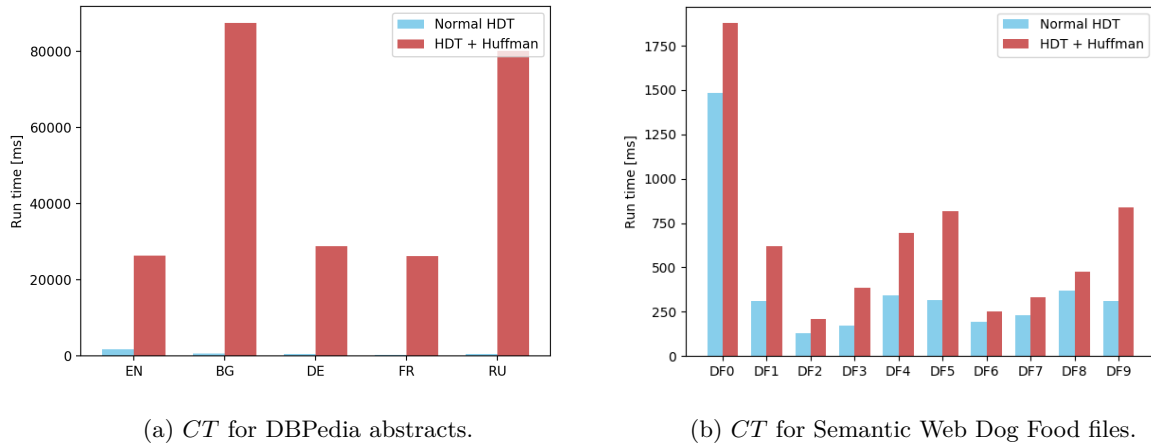 Normal HDT
HDT + Huffman
80000
60000
40000
20000
0
Run time [ms]
EN BG DE FR RU
(a) CT for DBPedia abstracts.
Normal HDT
HDT + Huffman
1750
1500
1250
1000
750
500
250
0
Run time [ms]
DF0 DF1 DF2 DF3 DF4 DF5 DF6 DF7 DF8 DF9
(b) CT for Semantic Web Dog Food files.